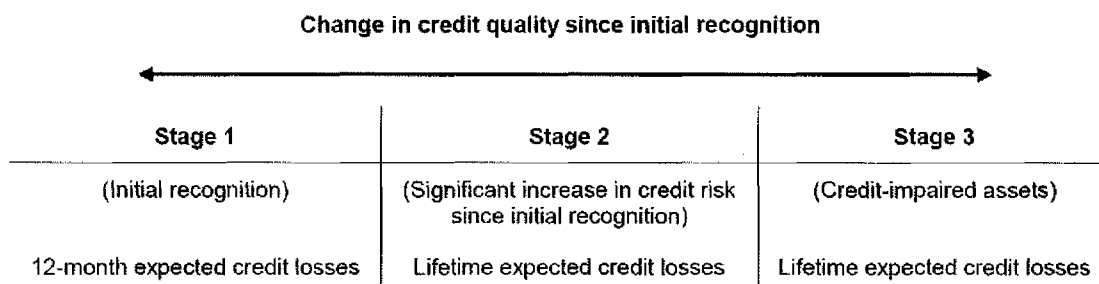 Change in credit quality since initial recognition
Stage 1 Stage 2 Stage 3
(Initial recognition) (Significant increase in credit risk since initial recognition) (Credit-impaired assets)
12-month expected credit losses Lifetime expected credit losses Lifetime expected credit losses